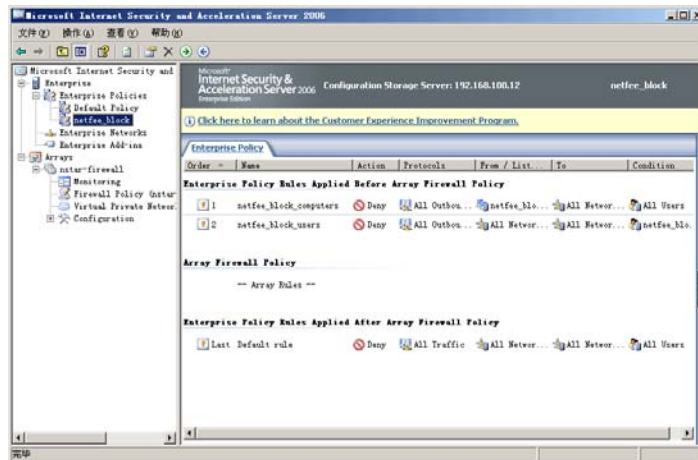 Microsoft Internet Security and Acceleration Server 2006
文件(F) 操作(A) 查看(V) 帮助(H)
Microsoft Internet Security and
Enterprise
Enterprise Policies
Default Policy
netfee_block
Enterprise Networks
Enterprise Add-ins
Arrays
nstar-firewall
Monitoring
Firewall Policy (nstar
Virtual Private Networ
Configuration
Microsoft
Internet Security &
Acceleration Server 2006
Enterprise Edition
Configuration Storage Server: 192.168.100.12
netfee_block
Click here to learn about the Customer Experience Improvement Program.
Enterprise Policy
Order Name Action Protocols From / List... To Condition
Enterprise Policy Rules Applied Before Array Firewall Policy
1 netfee_block_computers Deny All Outbou... netfee_blo... All Networ... All Users
2 netfee_block_users Deny All Outbou... All Networ... All Networ... netfee_blo.
Array Firewall Policy
-- Array Rules --
Enterprise Policy Rules Applied After Array Firewall Policy
Last Default rule Deny All Traffic All Networ... All Networ... All Users
完毕